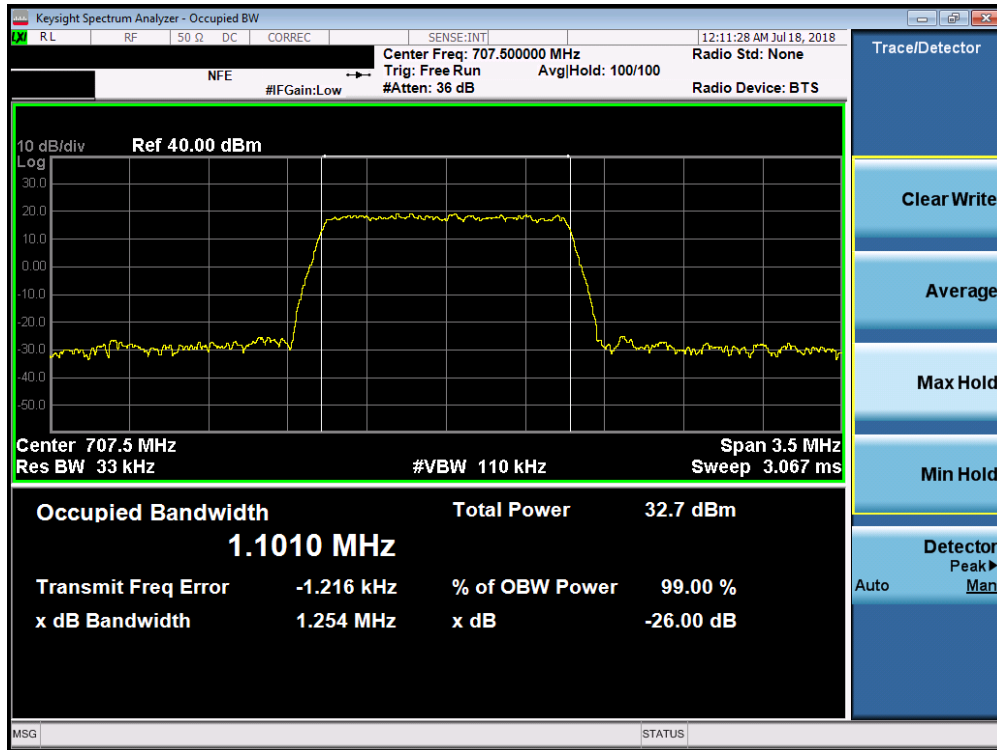 Keysight Spectrum Analyzer - Occupied BW
LXI RL RF 50 Ω DC CORREC SENSE:INT 12:11:28 AM Jul 18, 2018
Center Freq: 707.500000 MHz Radio Std: None
NFE Trig: Free Run Avg|Hold: 100/100
#IFGain:Low #Atten: 36 dB Radio Device: BTS
10 dB/div Ref 40.00 dBm
Log
30.0
20.0
10.0
0.00
-10.0
-20.0
-30.0
-40.0
-50.0
Center 707.5 MHz Span 3.5 MHz
Res BW 33 kHz #VBW 110 kHz Sweep 3.067 ms
Occupied Bandwidth Total Power 32.7 dBm
1.1010 MHz
Transmit Freq Error -1.216 kHz % of OBW Power 99.00 %
x dB Bandwidth 1.254 MHz x dB -26.00 dB
MSG STATUS
Trace/Detector
Clear Write
Average
Max Hold
Min Hold
Detector
Peak▶
Auto Man